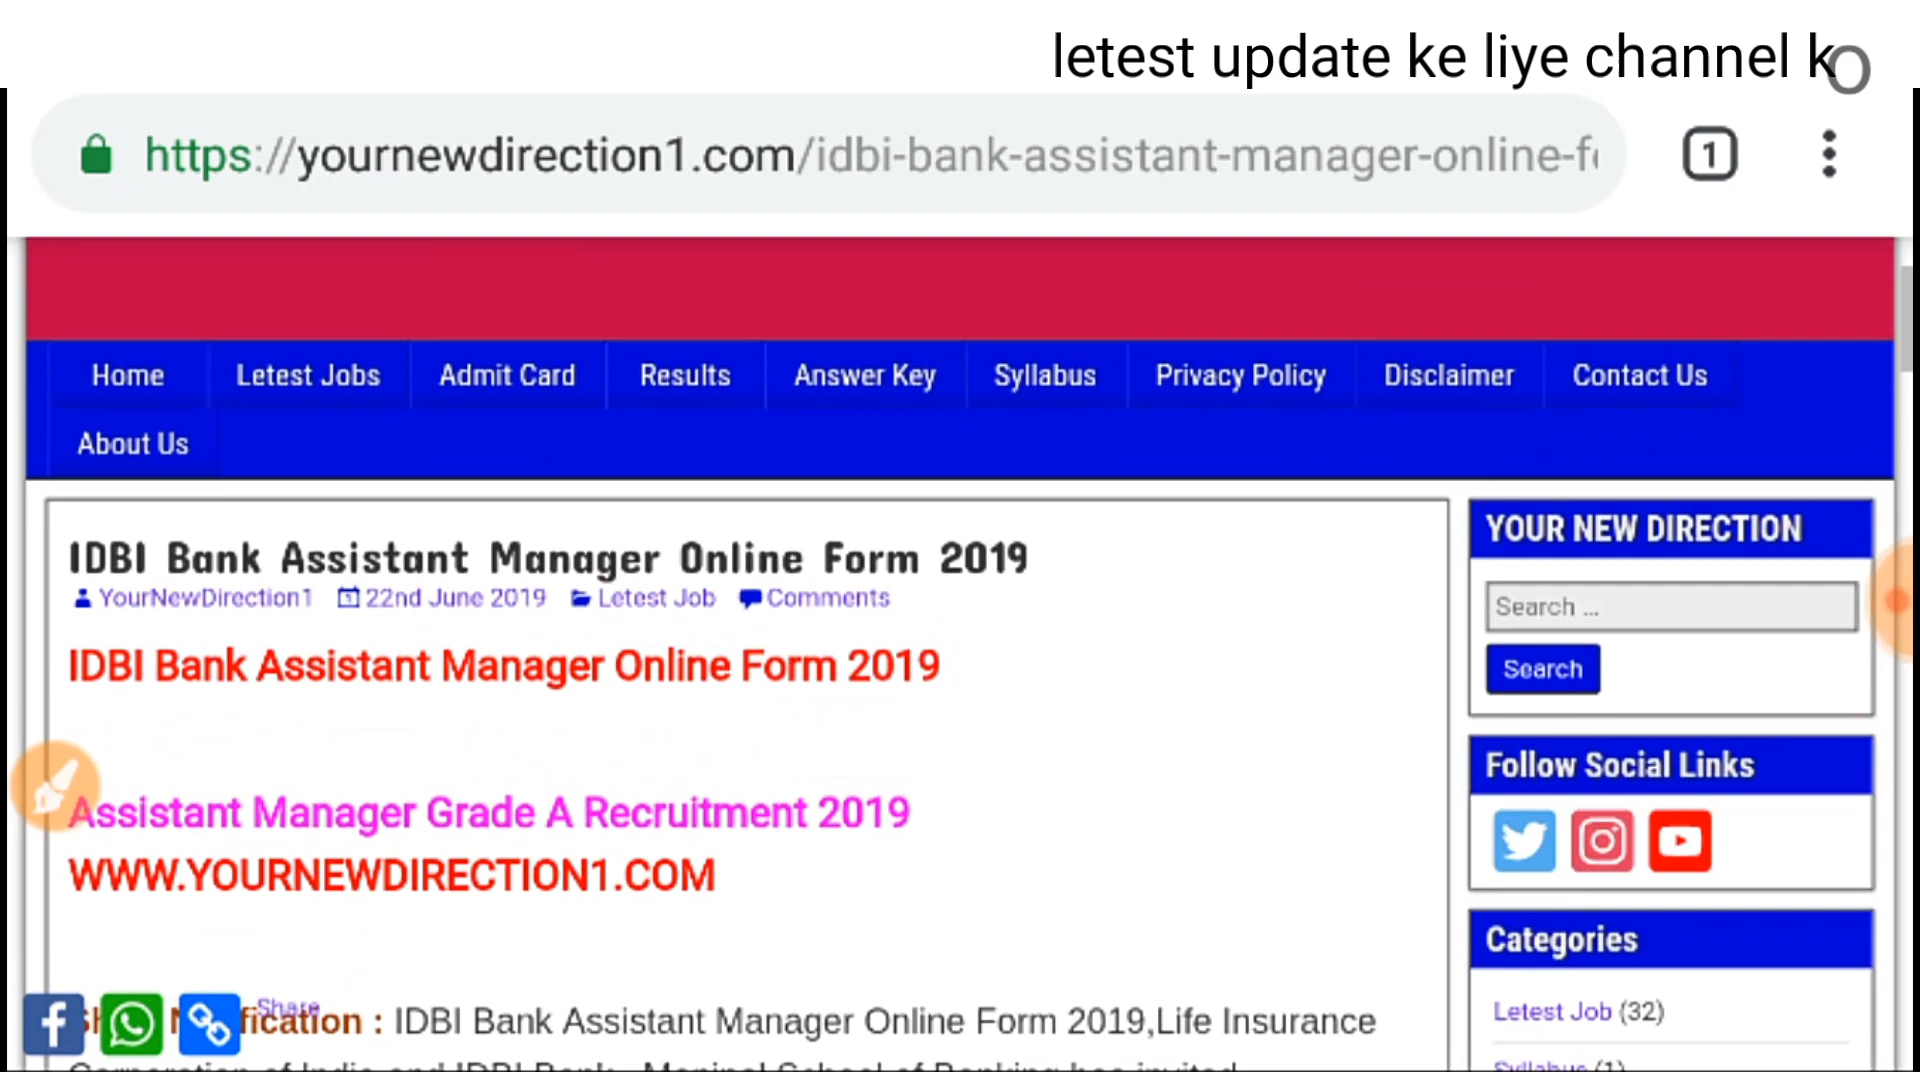 letest update ke liye channel k
https://yournewdirection1.com/idbi-bank-assistant-manager-online-f
1
Home Letest Jobs Admit Card Results Answer Key Syllabus Privacy Policy Disclaimer Contact Us
About Us
IDBI Bank Assistant Manager Online Form 2019
YourNewDirection1 22nd June 2019 Letest Job Comments
IDBI Bank Assistant Manager Online Form 2019
Assistant Manager Grade A Recruitment 2019
WWW.YOURNEWDIRECTION1.COM
Share
fication : IDBI Bank Assistant Manager Online Form 2019,Life Insurance
YOUR NEW DIRECTION
Search ...
Search
Follow Social Links
Categories
Letest Job (32)